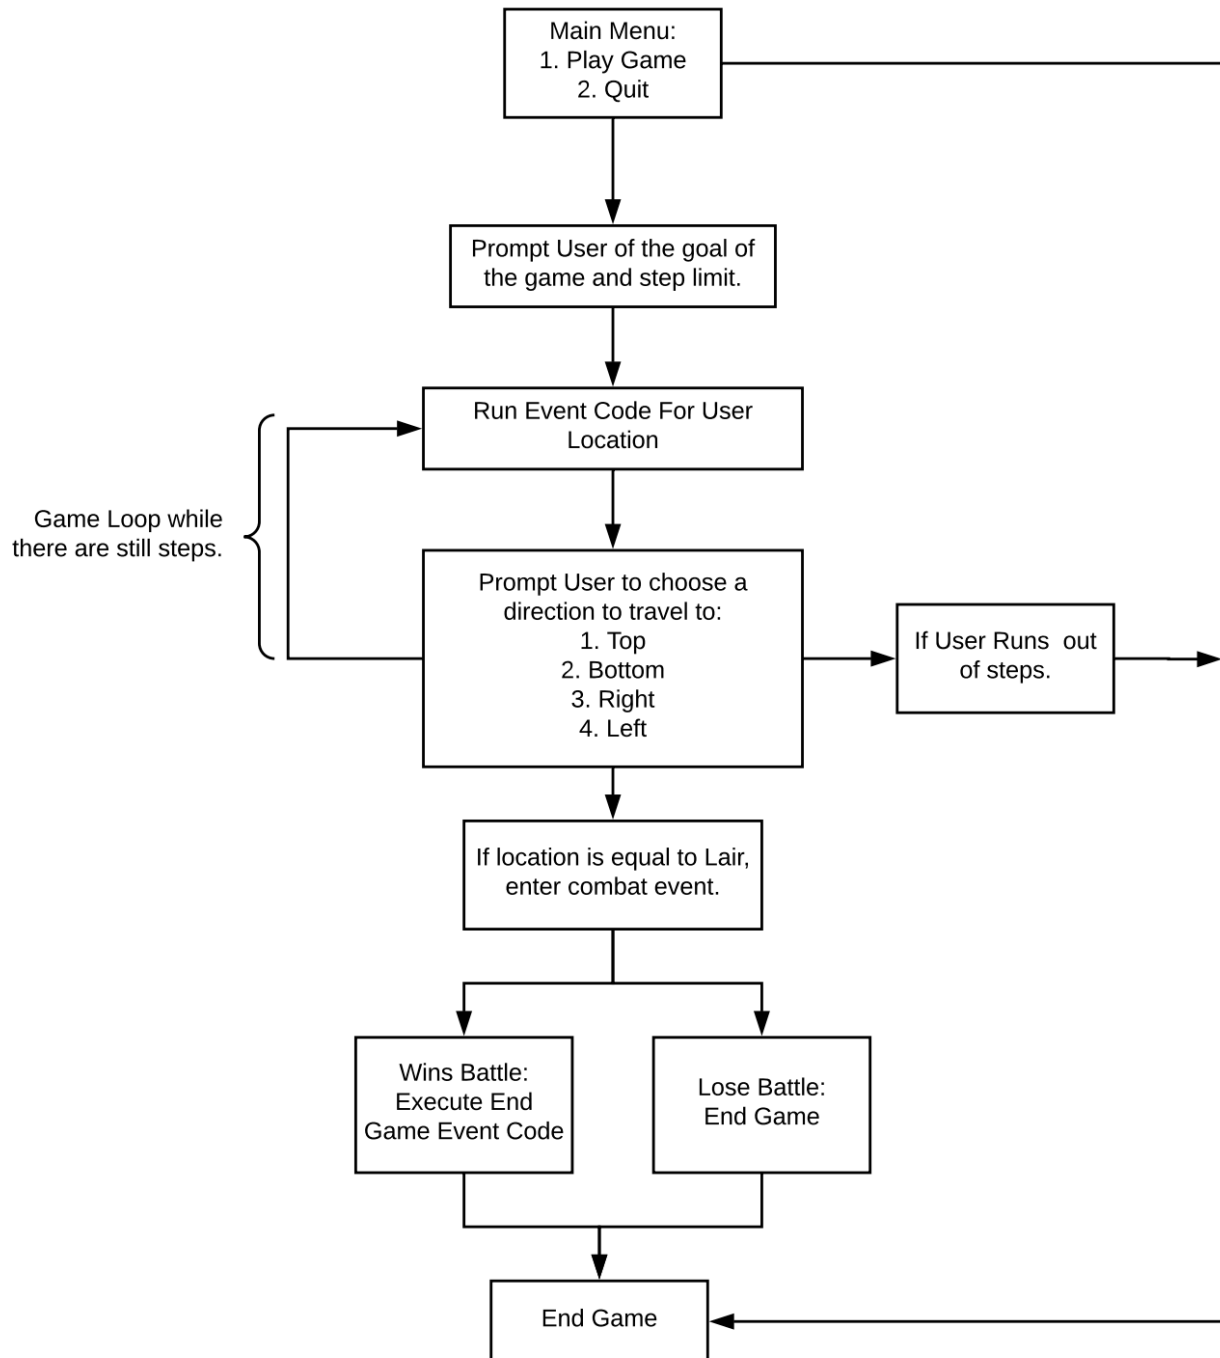 Main Menu:
1. Play Game
2. Quit
Prompt User of the goal of
the game and step limit.
Run Event Code For User
Location
Game Loop while
there are still steps.
Prompt User to choose a
direction to travel to:
1. Top
2. Bottom
3. Right
4. Left
If User Runs out
of steps.
If location is equal to Lair,
enter combat event.
Wins Battle:
Execute End
Game Event Code
Lose Battle:
End Game
End Game